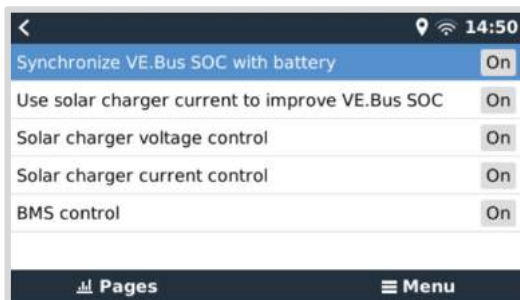 14:50
Synchronize VE.Bus SOC with battery On
Use solar charger current to improve VE.Bus SOC On
Solar charger voltage control On
Solar charger current control On
BMS control On
Pages Menu